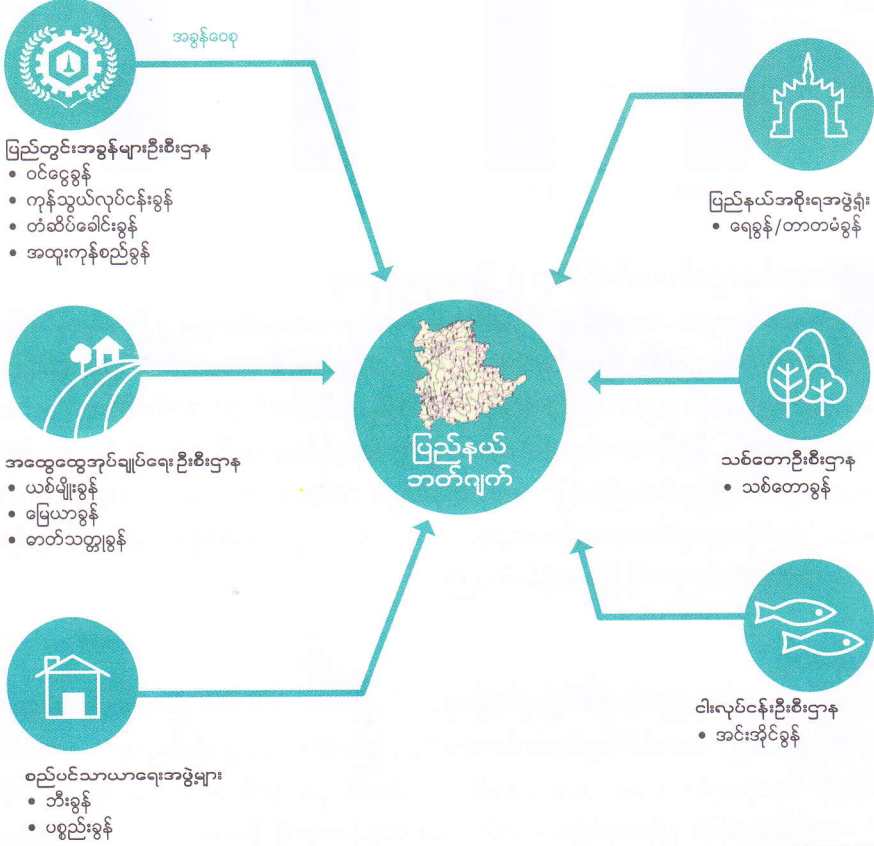 အခွန်ဝေစု
ပြည်တွင်းအခွန်များဦးစီးဌာန
• ဝင်ငွေခွန်
• ကုန်သွယ်လုပ်ငန်းခွန်
• တံဆိပ်ခေါင်းခွန်
• အထူးကုန်စည်ခွန်
ပြည်နယ်အစိုးရအဖွဲ့ရုံး
• ရေခွန်/တာတမံခွန်
အထွေထွေအုပ်ချုပ်ရေး ဦးစီးဌာန
• ယစ်မျိုးခွန်
• မြေယာခွန်
• ဓာတ်သတ္တုခွန်
ပြည်နယ်
ဘတ်ဂျက်
သစ်တောဦးစီးဌာန
• သစ်တောခွန်
စည်ပင်သာယာရေးအဖွဲ့များ
• ဘီးခွန်
• ပစ္စည်းခွန်
ငါးလုပ်ငန်းဦးစီးဌာန
• အင်းအိုင်ခွန်